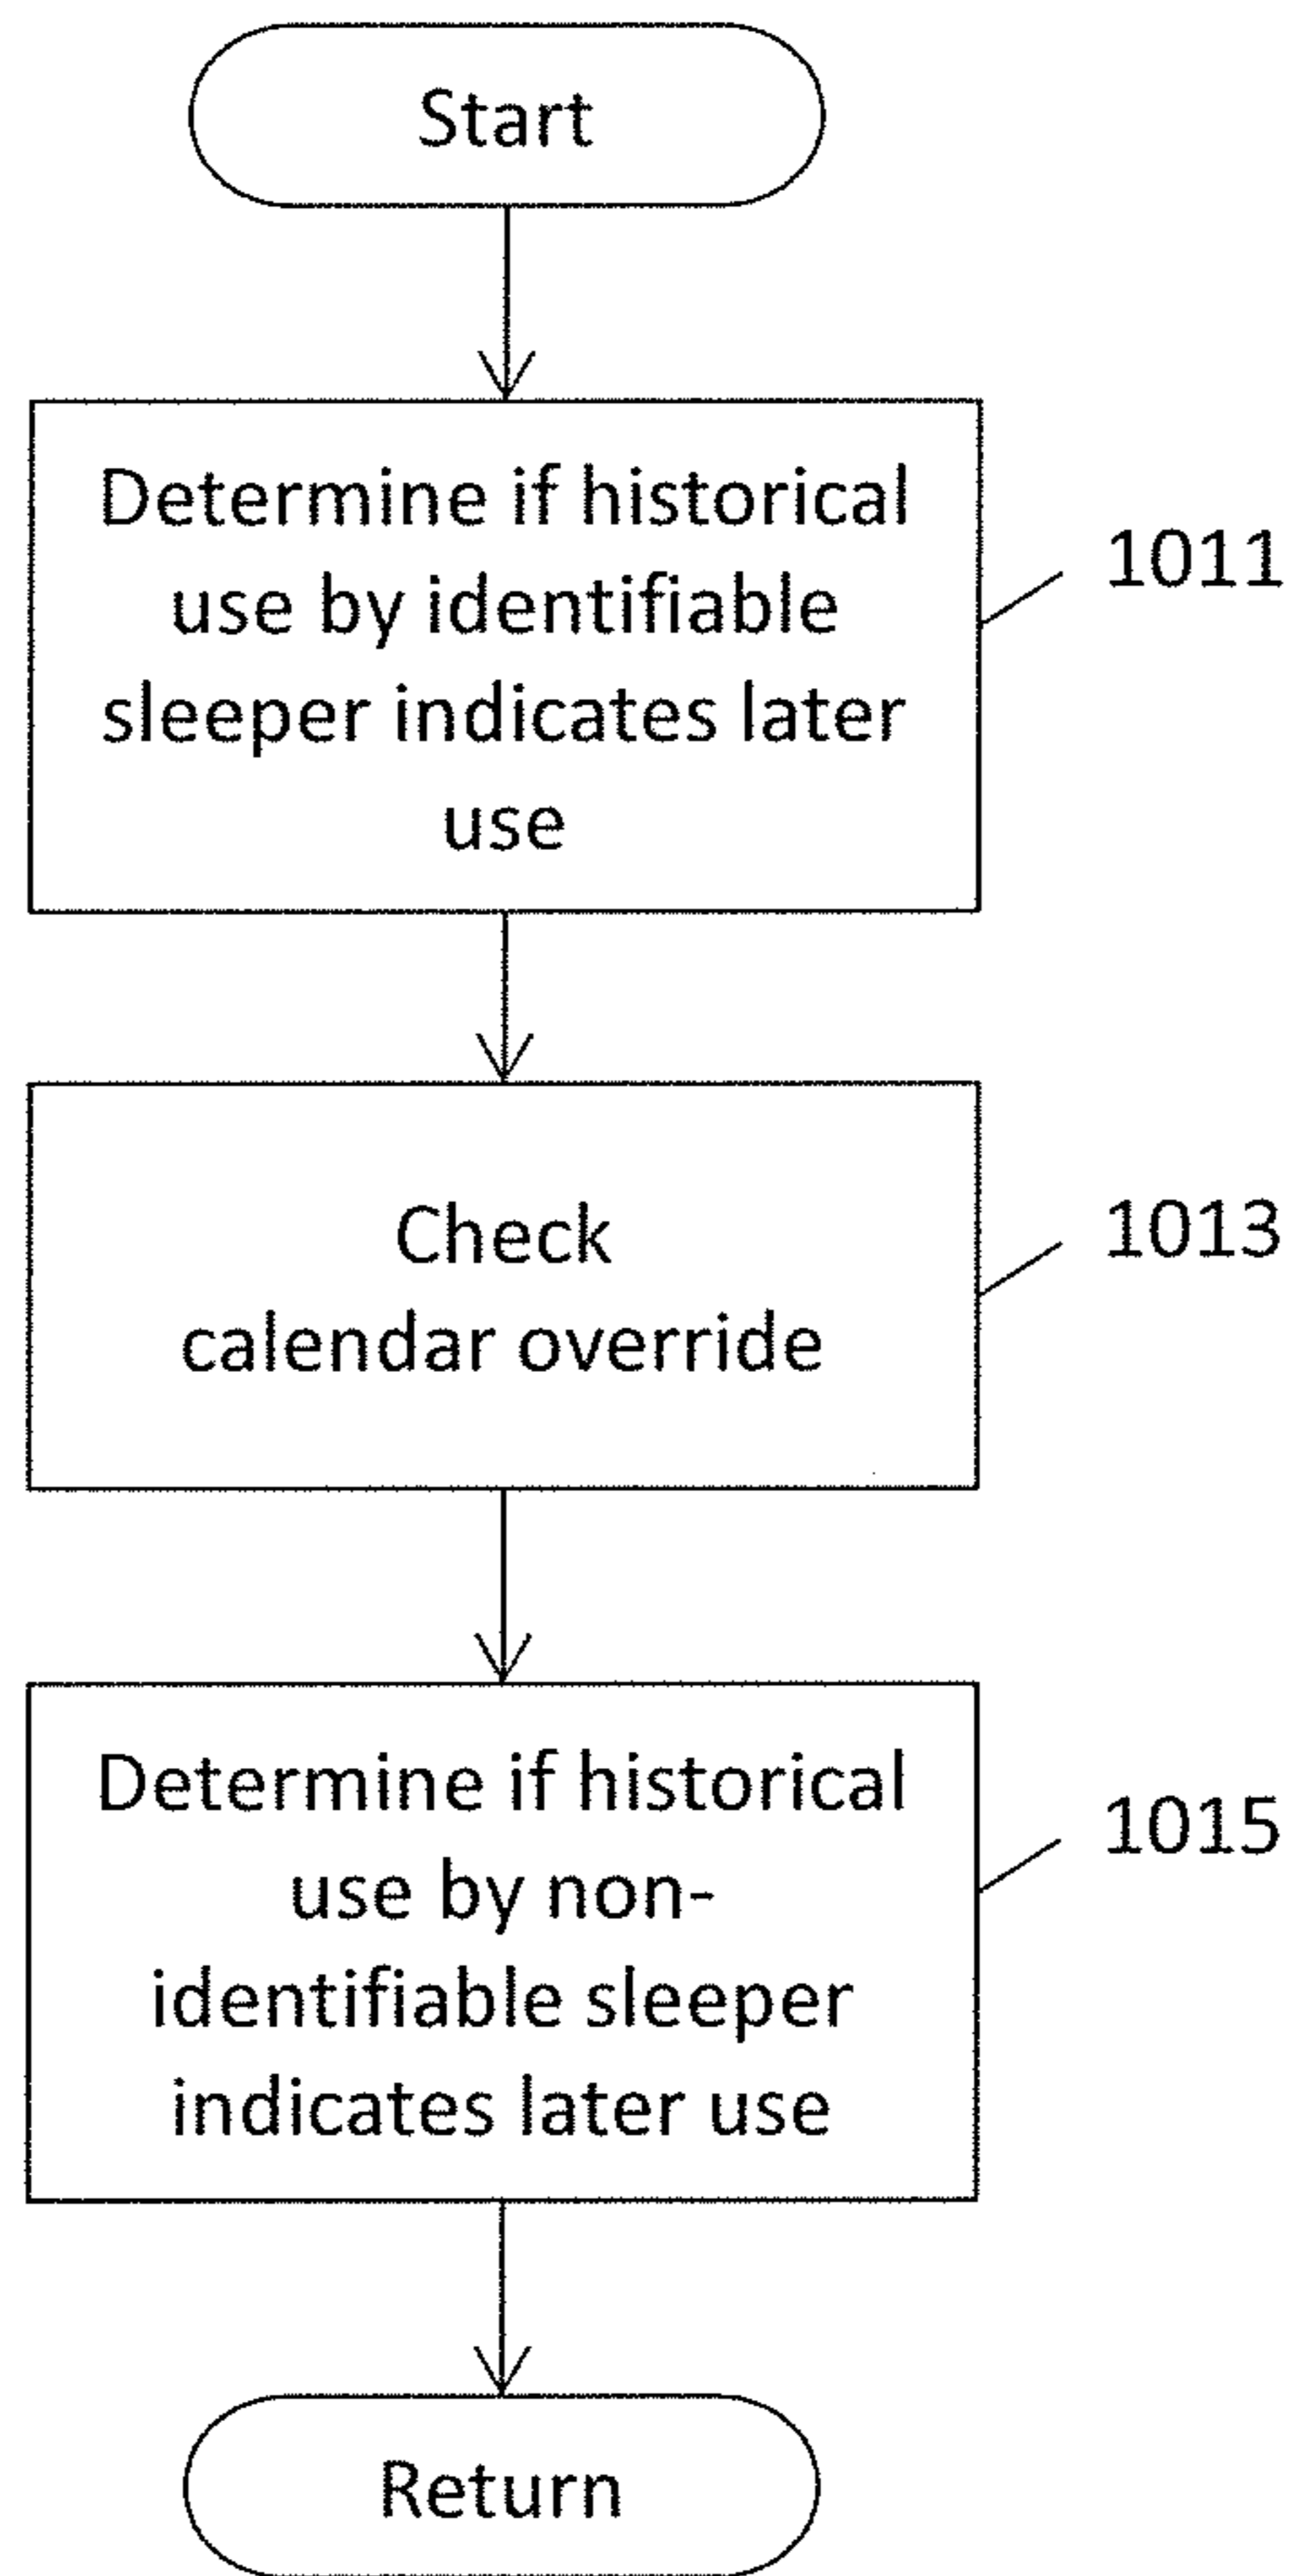 Start
Determine if historical
use by identifiable
sleeper indicates later
use
1011
Check
calendar override
1013
Determine if historical
use by non-
identifiable sleeper
indicates later use
1015
Return